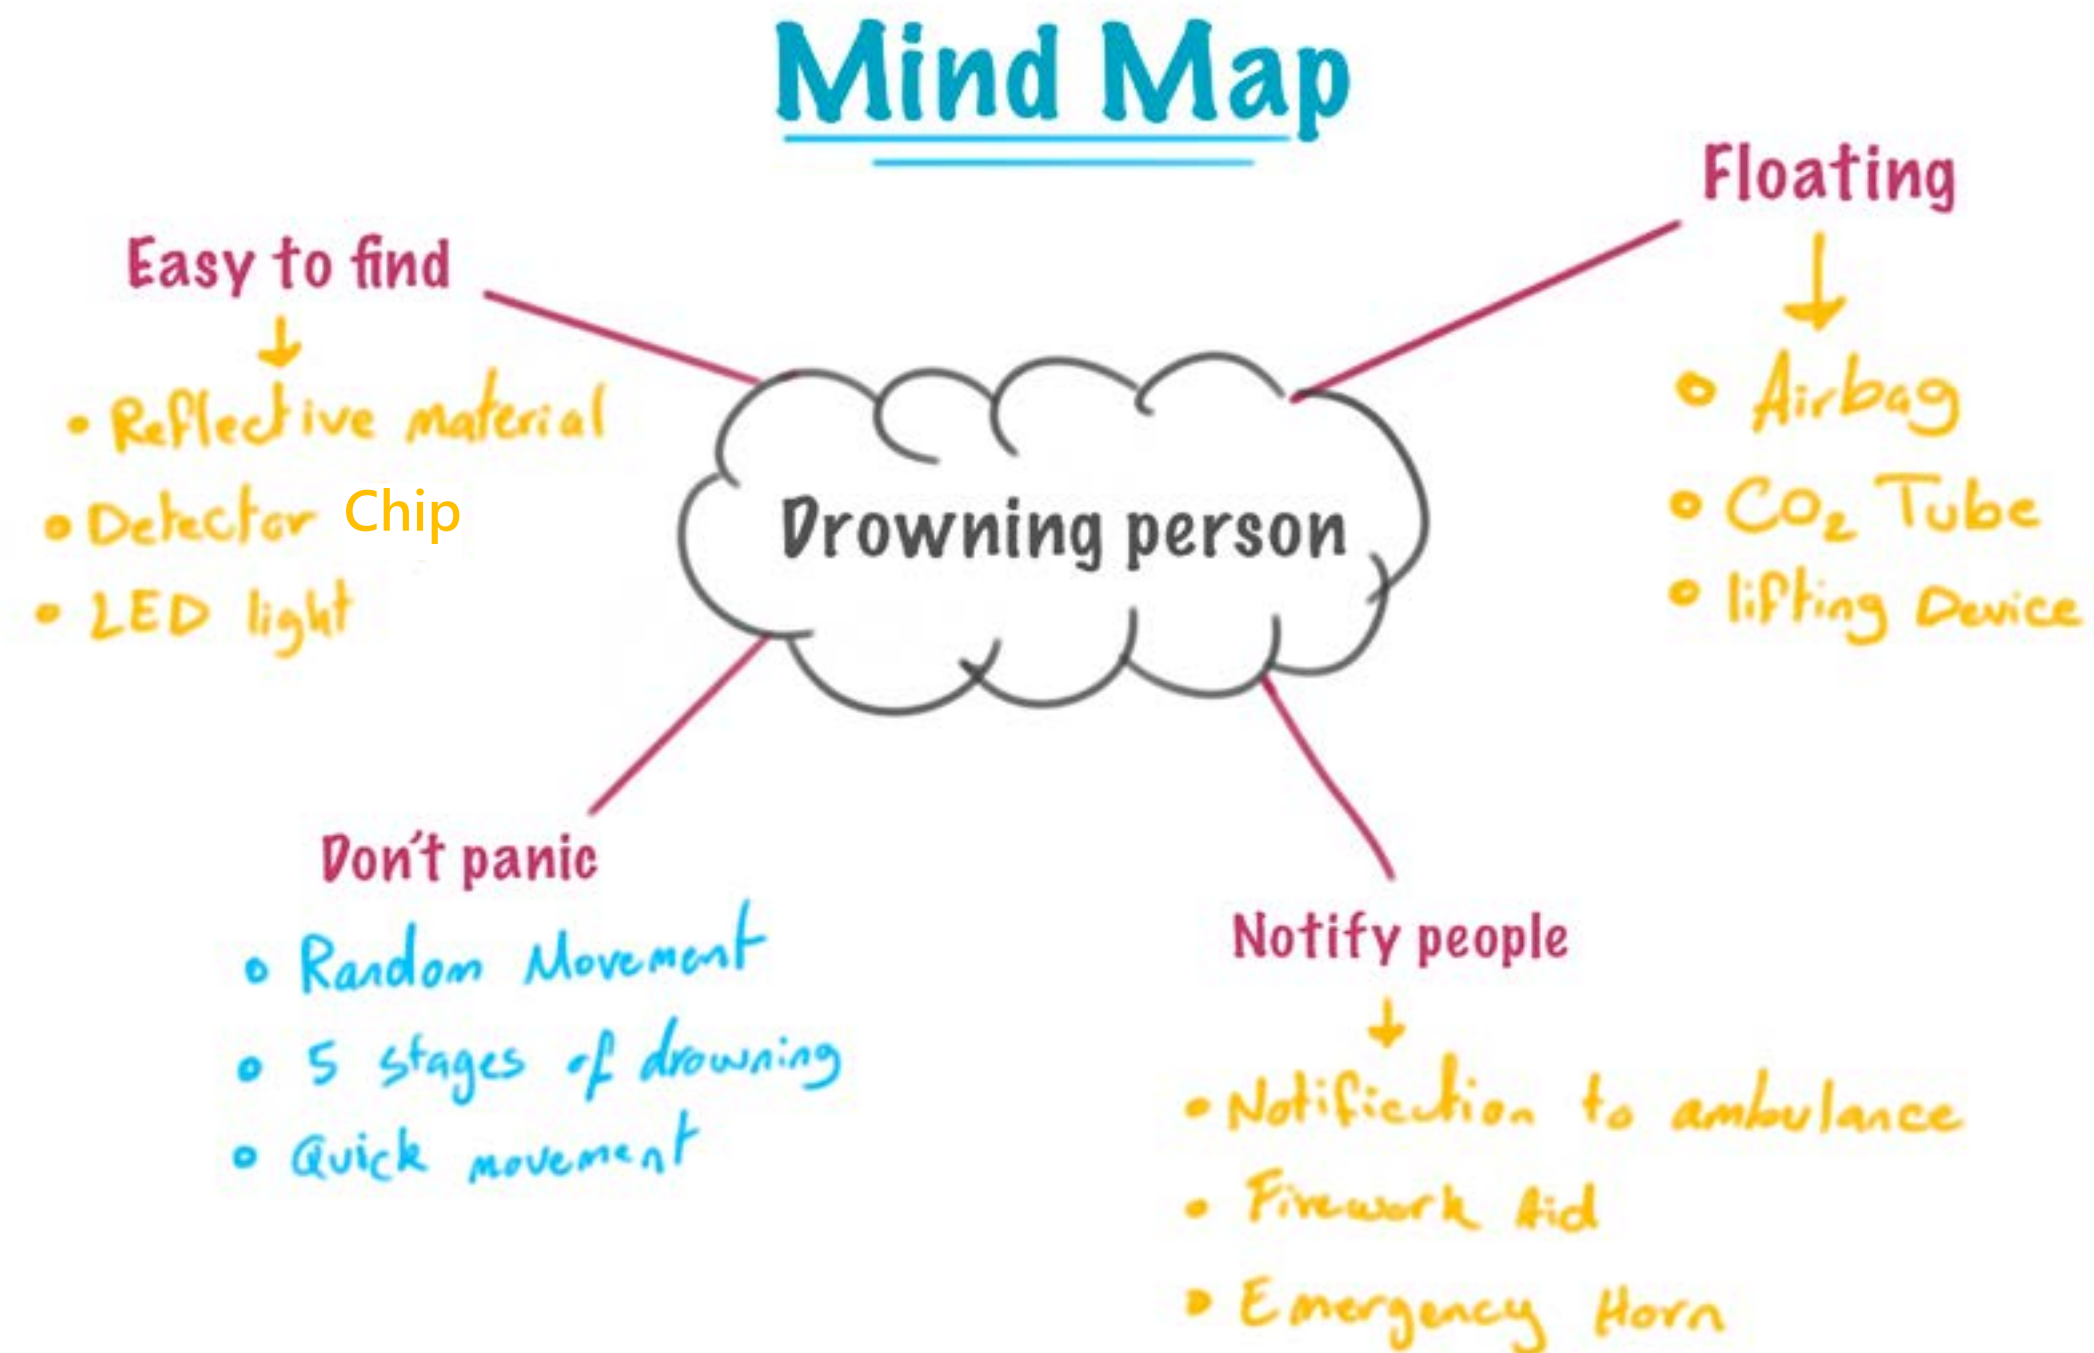 Mind Map
Easy to find
• Reflective material
• Detector Chip
• LED light
Floating
• Airbag
• CO₂ Tube
• lifting Device
Drowning person
Don't panic
• Random Movement
• 5 stages of drowning
• Quick movement
Notify people
• Notifiction to ambulance
• Firework Aid
• Emergency Horn